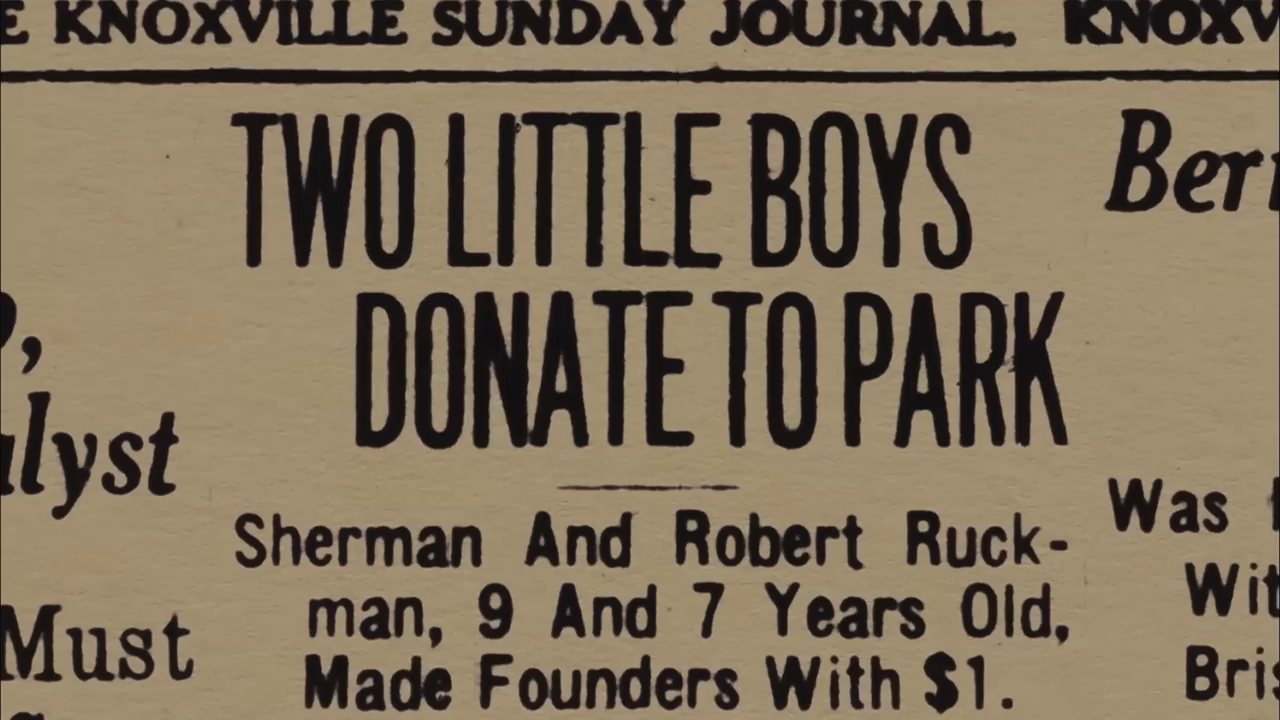 E KNOXVILLE SUNDAY JOURNAL. KNOXV
TWO LITTLE BOYS
DONATE TO PARK
Sherman And Robert Ruck-
man, 9 And 7 Years Old,
Made Founders With $1.
alyst
Must
Ber
Was
Wit
Bris